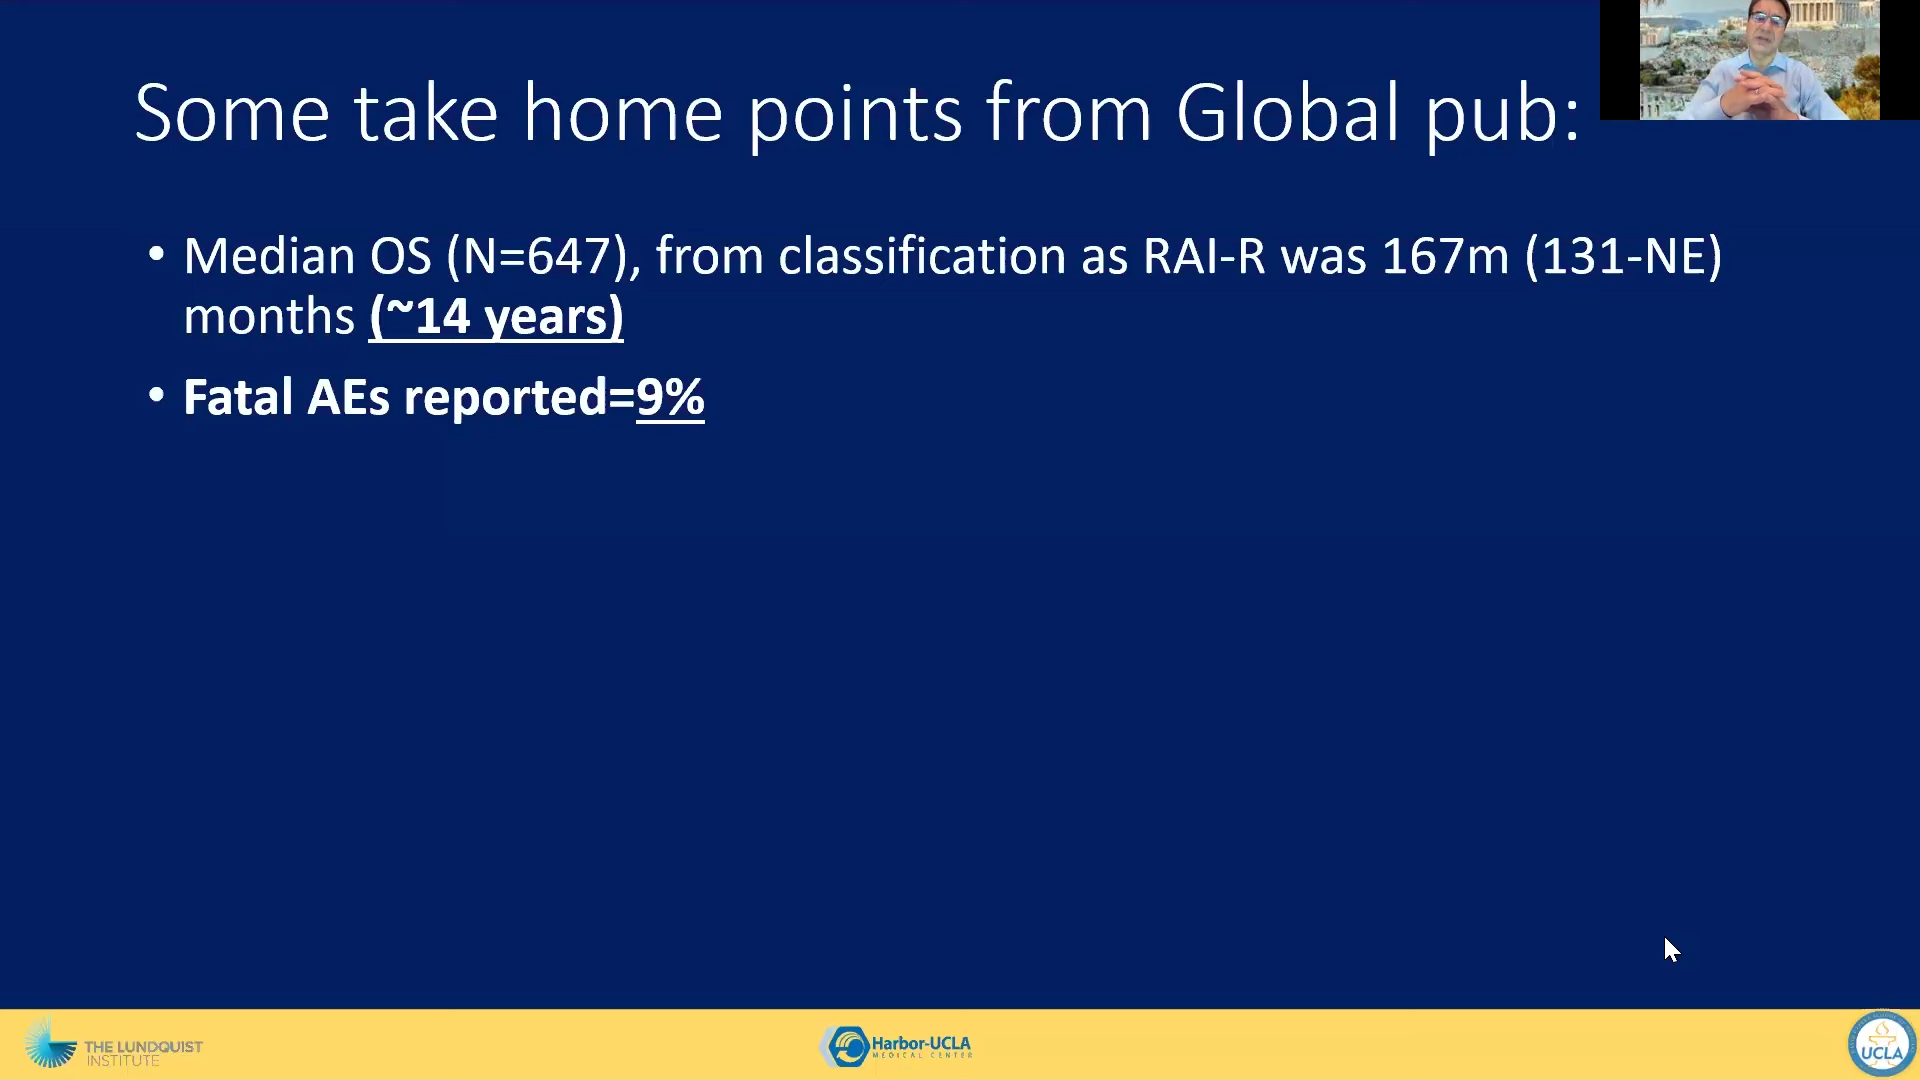 Some take home points from Global pub:
• Median OS (N=647), from classification as RAI-R was 167m (131-NE)
months (~14 years)
• Fatal AEs reported=9%
THE LUNDQUIST
INSTITUTE
Harbor-UCLA
MEDICAL CENTER
UCLA